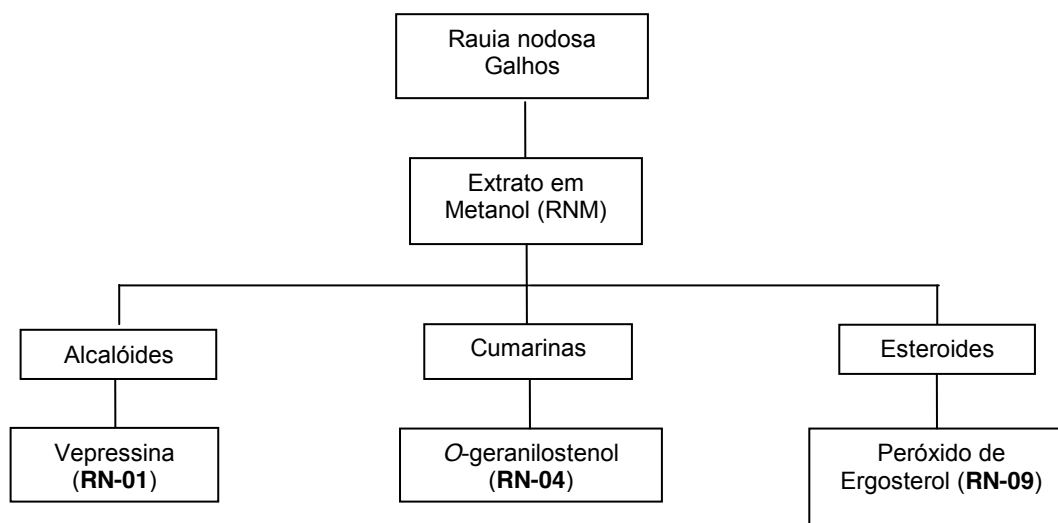 Rauia nodosa
Galhos
Extrato em
Metanol (RNM)
Alcalóides
Cumarinas
Esteroides
Vepressina
(RN-01)
O-geranilostenol
(RN-04)
Peróxido de
Ergosterol (RN-09)